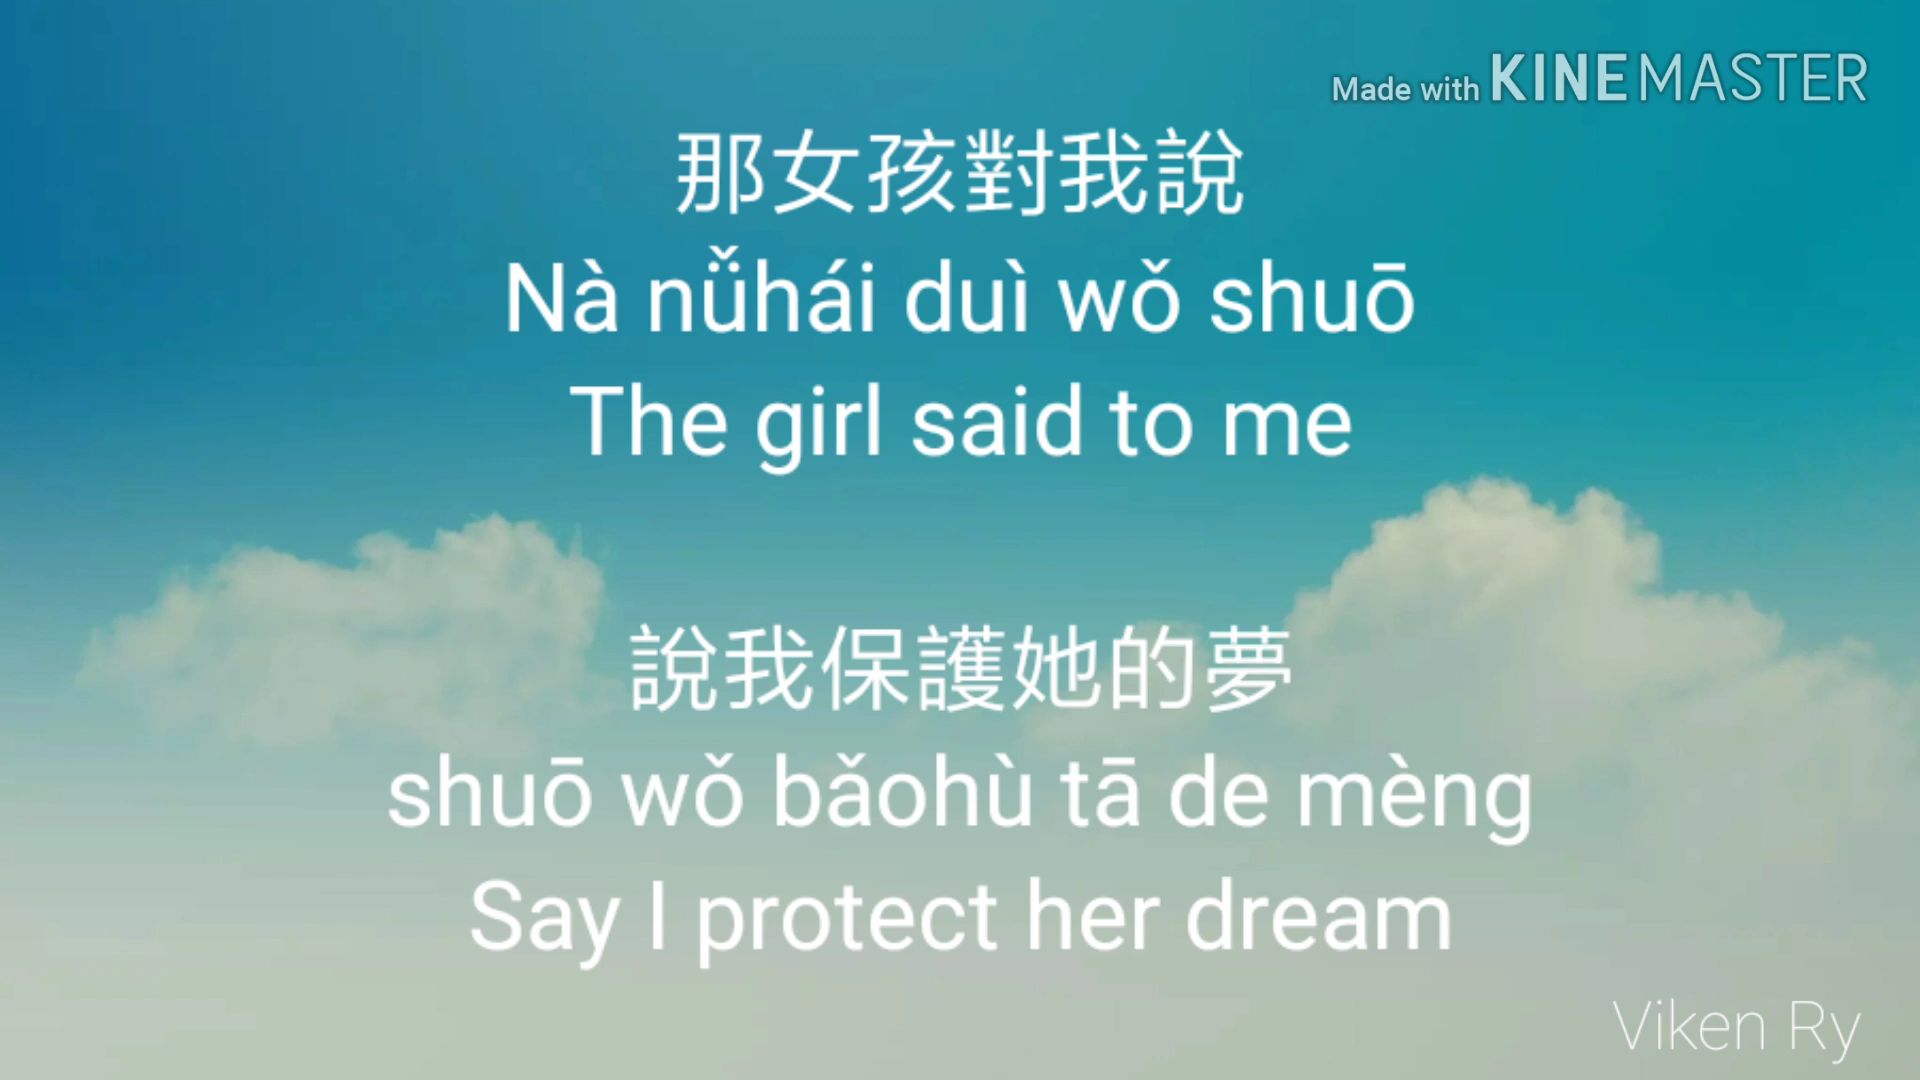 Made with KINEMASTER
那女孩對我說
Nà nǚhái duì wǒ shuō
The girl said to me
說我保護她的夢
shuō wǒ bǎohù tā de mèng
Say I protect her dream
Viken Ry